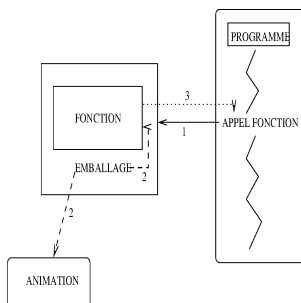 PROGRAMME
3
FONCTION
APPEL FONCTION
1
EMBALLAGE
2
2
ANIMATION